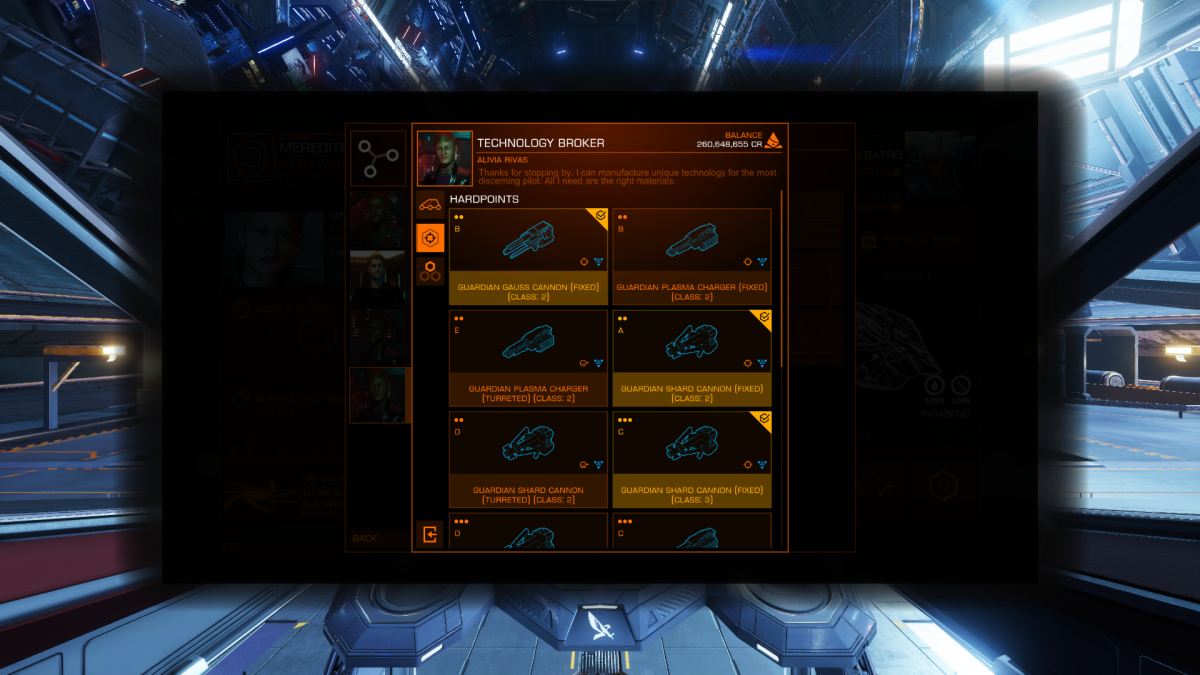 TECHNOLOGY BROKER
BALANCE
260,648,655 CR
ALIVIA RIVAS
Thanks for stopping by. I can manufacture unique technology for the most
discerning pilot. All I need are the right materials.
HARDPOINTS
B
GUARDIAN GAUSS CANNON (FIXED)
(CLASS: 2)
B
GUARDIAN PLASMA CHARGER (FIXED)
(CLASS: 2)
E
GUARDIAN PLASMA CHARGER
(TURRETED) (CLASS: 2)
A
GUARDIAN SHARD CANNON (FIXED)
(CLASS: 2)
D
GUARDIAN SHARD CANNON
(TURRETED) (CLASS: 2)
C
GUARDIAN SHARD CANNON (FIXED)
(CLASS: 3)
D
C
BACK
MEREDITH
VAGABOND